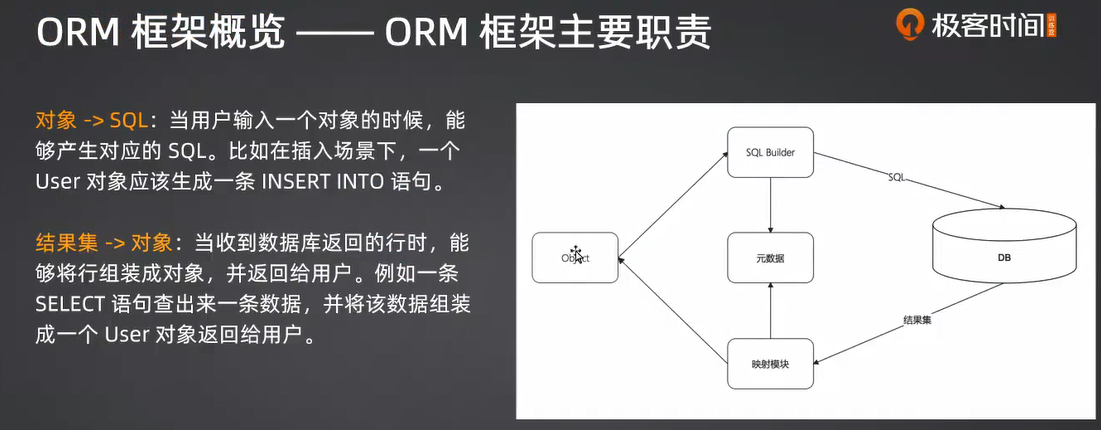 ORM 框架概览 —— ORM 框架主要职责
极客时间
对象 -> SQL：当用户输入一个对象的时候，能
够产生对应的 SQL。比如在插入场景下，一个
User 对象应该生成一条 INSERT INTO 语句。
结果集 -> 对象：当收到数据库返回的行时，能
够将行组装成对象，并返回给用户。例如一条
SELECT 语句查出来一条数据，并将该数据组装
成一个 User 对象返回给用户。
SQL Builder
SQL
Object
元数据
DB
结果集
映射模块